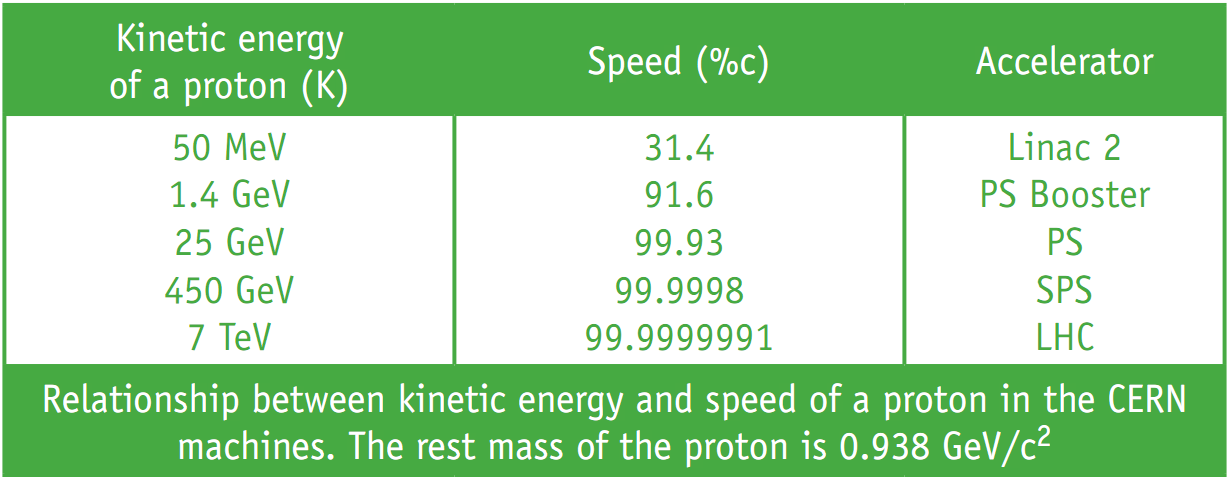 Kinetic energy
of a proton (K) Speed (%c) Accelerator
50 MeV 31.4 Linac 2
1.4 GeV 91.6 PS Booster
25 GeV 99.93 PS
450 GeV 99.9998 SPS
7 TeV 99.9999991 LHC
Relationship between kinetic energy and speed of a proton in the CERN
machines. The rest mass of the proton is 0.938 GeV/c²